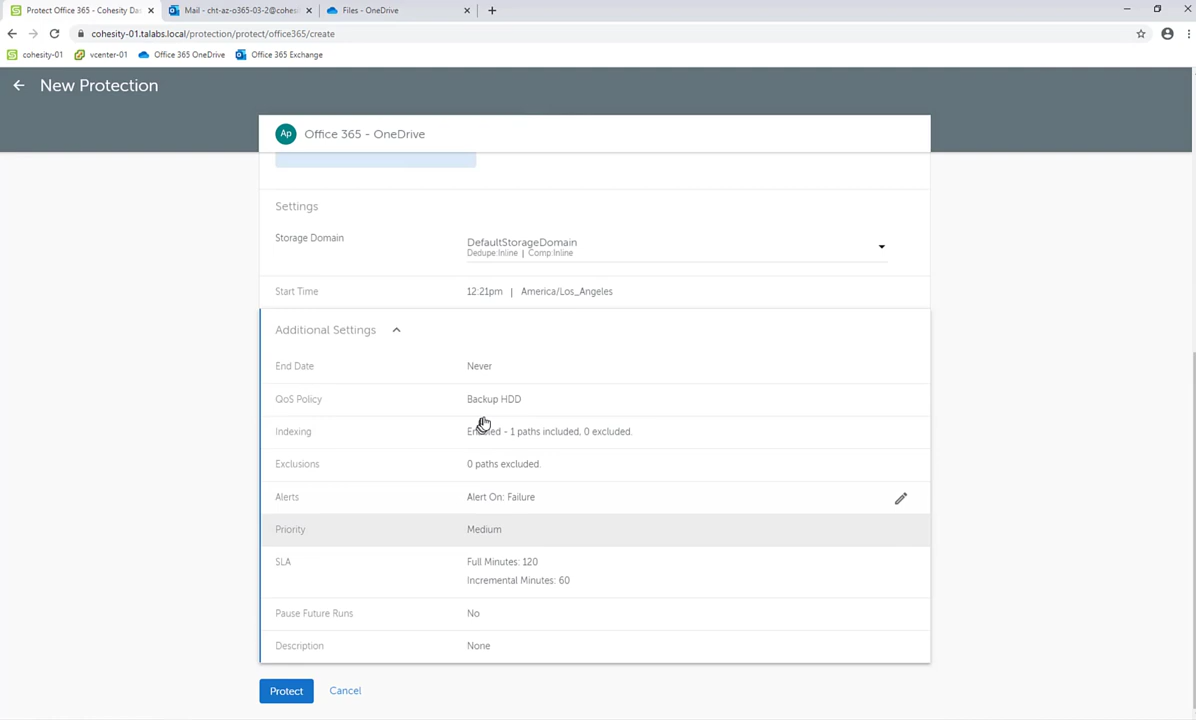 Protect Office 365 - Cohesity Da
Mail - cht-az-o365-03-2@cohes
Files - OneDrive
cohesity-01.talabs.local/protection/protect/office365/create
cohesity-01
vcenter-01
Office 365 OneDrive
Office 365 Exchange
New Protection
Ap
Office 365 - OneDrive
Settings
Storage Domain
DefaultStorageDomain
Dedupe:Inline | Comp:Inline
Start Time
12:21pm | America/Los_Angeles
Additional Settings
End Date
Never
QoS Policy
Backup HDD
Indexing
Enabled - 1 paths included, 0 excluded.
Exclusions
0 paths excluded.
Alerts
Alert On: Failure
Priority
Medium
SLA
Full Minutes: 120
Incremental Minutes: 60
Pause Future Runs
No
Description
None
Protect
Cancel